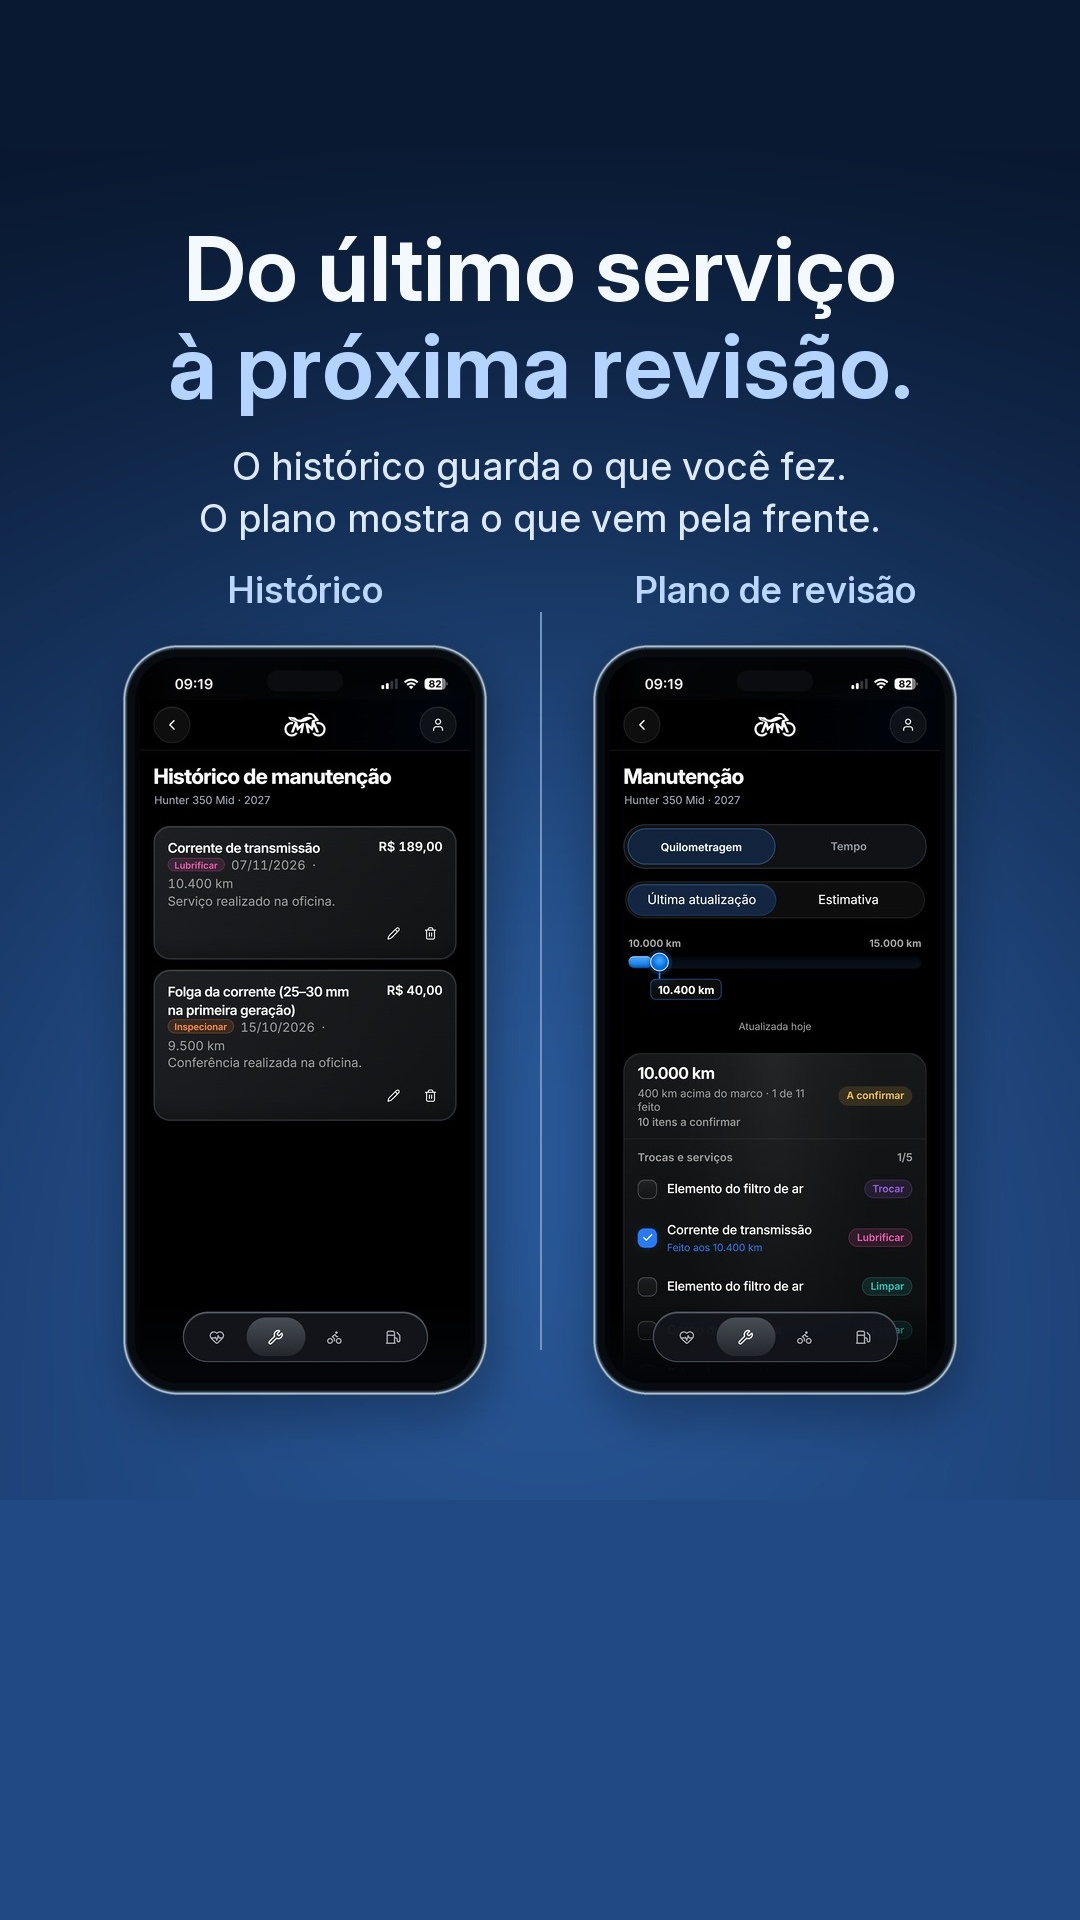 Do último serviço
à próxima revisão.
O histórico guarda o que você fez.
O plano mostra o que vem pela frente.
Histórico
09:19
82
MM
Histórico de manutenção
Hunter 350 Mid · 2027
Corrente de transmissão
R$ 189,00
Lubrificar 07/11/2026 ·
10.400 km
Serviço realizado na oficina.
Folga da corrente (25–30 mm
na primeira geração)
R$ 40,00
Inspecionar 15/10/2026 ·
9.500 km
Conferência realizada na oficina.
Plano de revisão
09:19
82
MM
Manutenção
Hunter 350 Mid · 2027
Quilometragem
Tempo
Última atualização
Estimativa
10.000 km
15.000 km
10.400 km
Atualizada hoje
10.000 km
400 km acima do marco · 1 de 11
feito
10 itens a confirmar
A confirmar
Trocas e serviços
1/5
Elemento do filtro de ar
Trocar
Corrente de transmissão
Feito aos 10.400 km
Lubrificar
Elemento do filtro de ar
Limpar